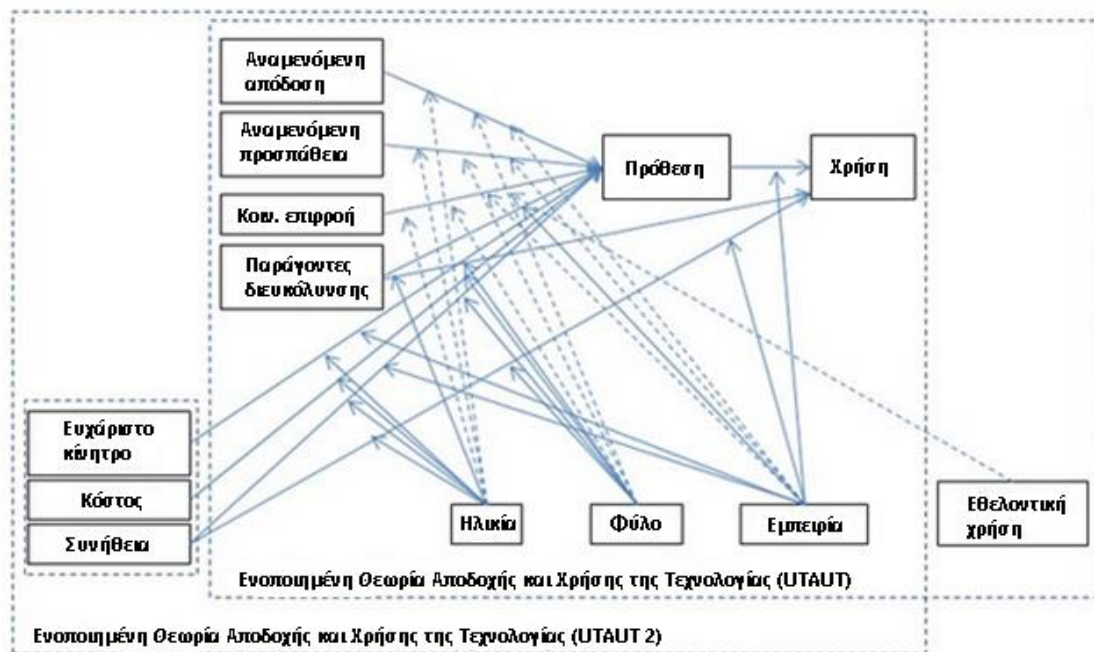 Αναμενόμενη
απόδοση
Αναμενόμενη
προσπάθεια
Κοιν. επιρροή
Παράγοντες
διευκόλυνσης
Πρόθεση
Χρήση
Ευχάριστο
κίνητρο
Κόστος
Συνήθεια
Ηλικία
Φύλο
Εμπειρία
Εθελοντική
χρήση
Ενοποιημένη Θεωρία Αποδοχής και Χρήσης της Τεχνολογίας (UTAUT)
Ενοποιημένη Θεωρία Αποδοχής και Χρήσης της Τεχνολογίας (UTAUT 2)